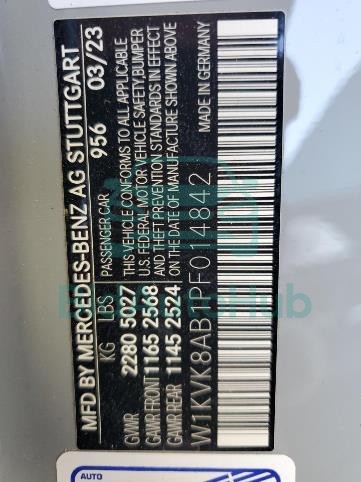 MFD BY MERCEDES-BENZ AG STUTTGART
956 03/23
KG LBS PASSENGER CAR
GVWR 2280 5027 THIS VEHICLE CONFORMS TO ALL APPLICABLE
GAWR FRONT 1165 2568 U.S. FEDERAL MOTOR VEHICLE SAFETY,BUMPER
GAWR REAR 1145 2524 AND THEFT PREVENTION STANDARDS IN EFFECT
ON THE DATE OF MANUFACTURE SHOWN ABOVE
W1KVK8AB1PF014842 MADE IN GERMANY
AUTO